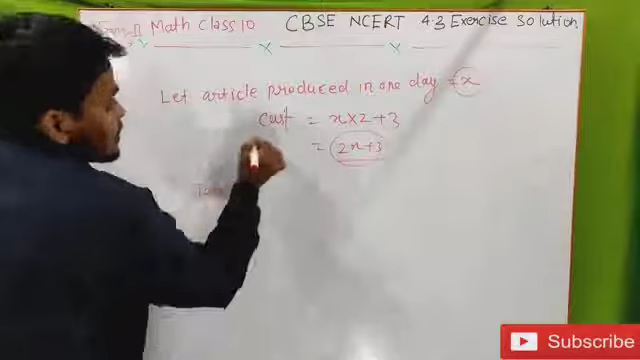 Math Class 10 CBSE NCERT 4.3 Exercise Solution
Let article produced in one day = x
cost = x×2+3
= 2x+3
Subscribe